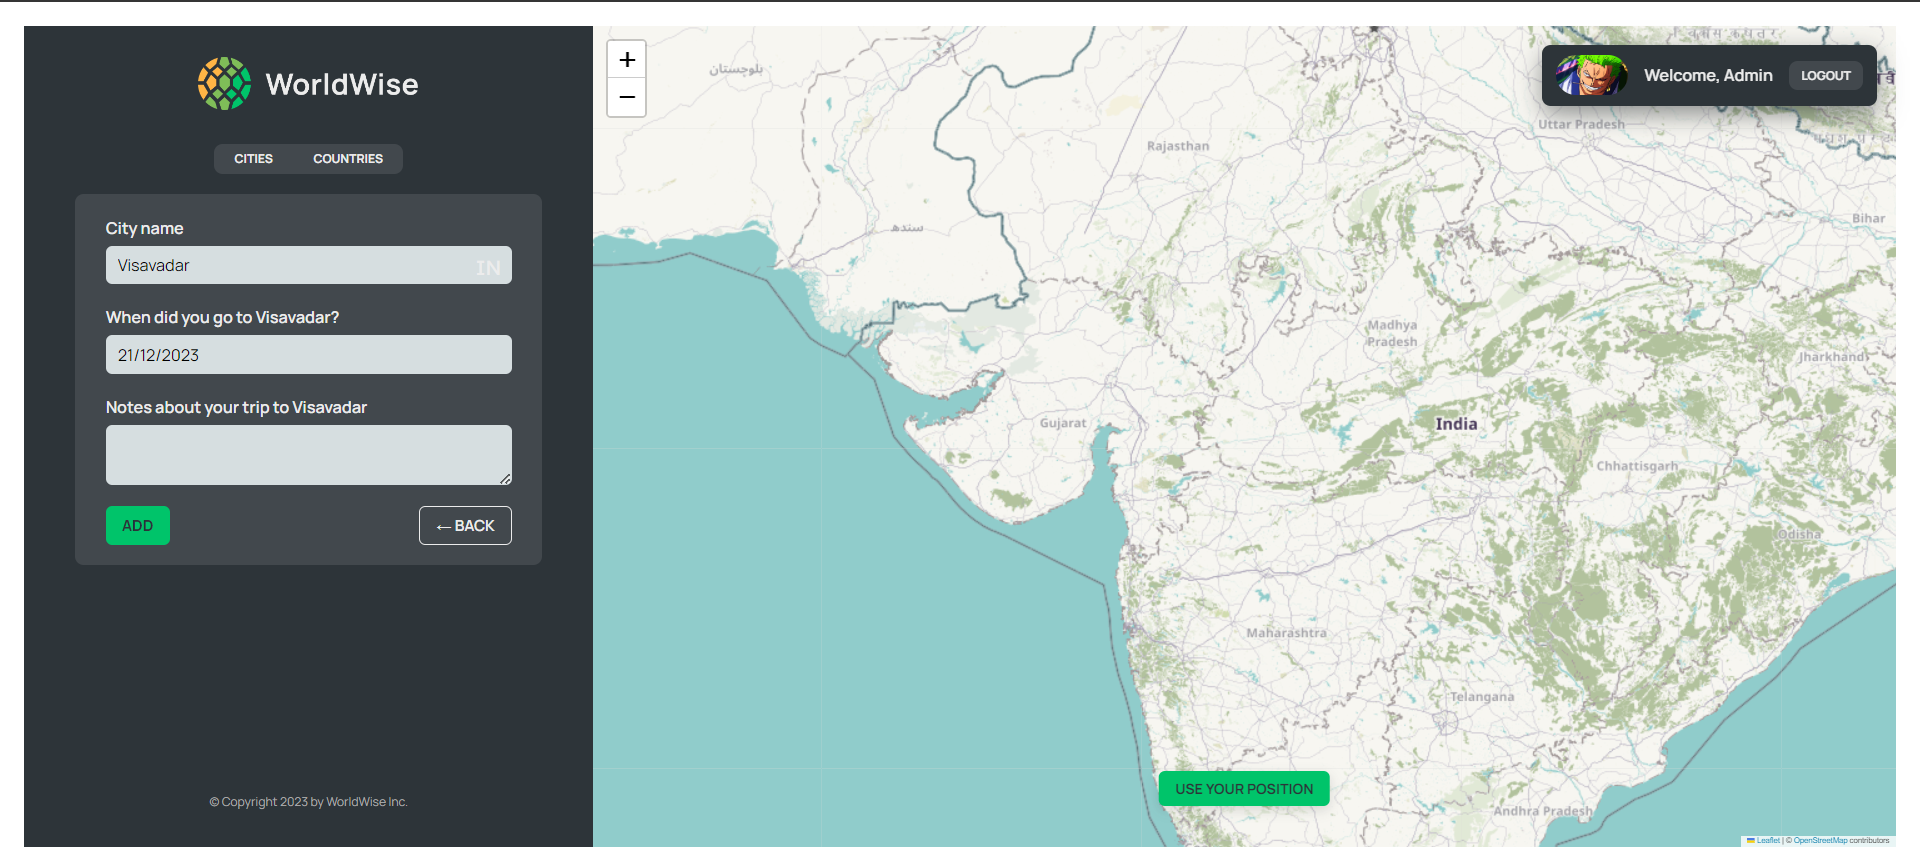 WorldWise
CITIES COUNTRIES
City name
Visavadar IN
When did you go to Visavadar?
21/12/2023
Notes about your trip to Visavadar
ADD
← BACK
© Copyright 2023 by WorldWise Inc.
+
−
Welcome, Admin LOGOUT
بلوچستان
Uttar Pradesh
Rajasthan
Bihar
سندھ
Madhya
Pradesh
Jharkhand
Gujarat
India
Chhattisgarh
Odisha
Maharashtra
Telangana
USE YOUR POSITION
Andhra Pradesh
Leaflet | © OpenStreetMap contributors